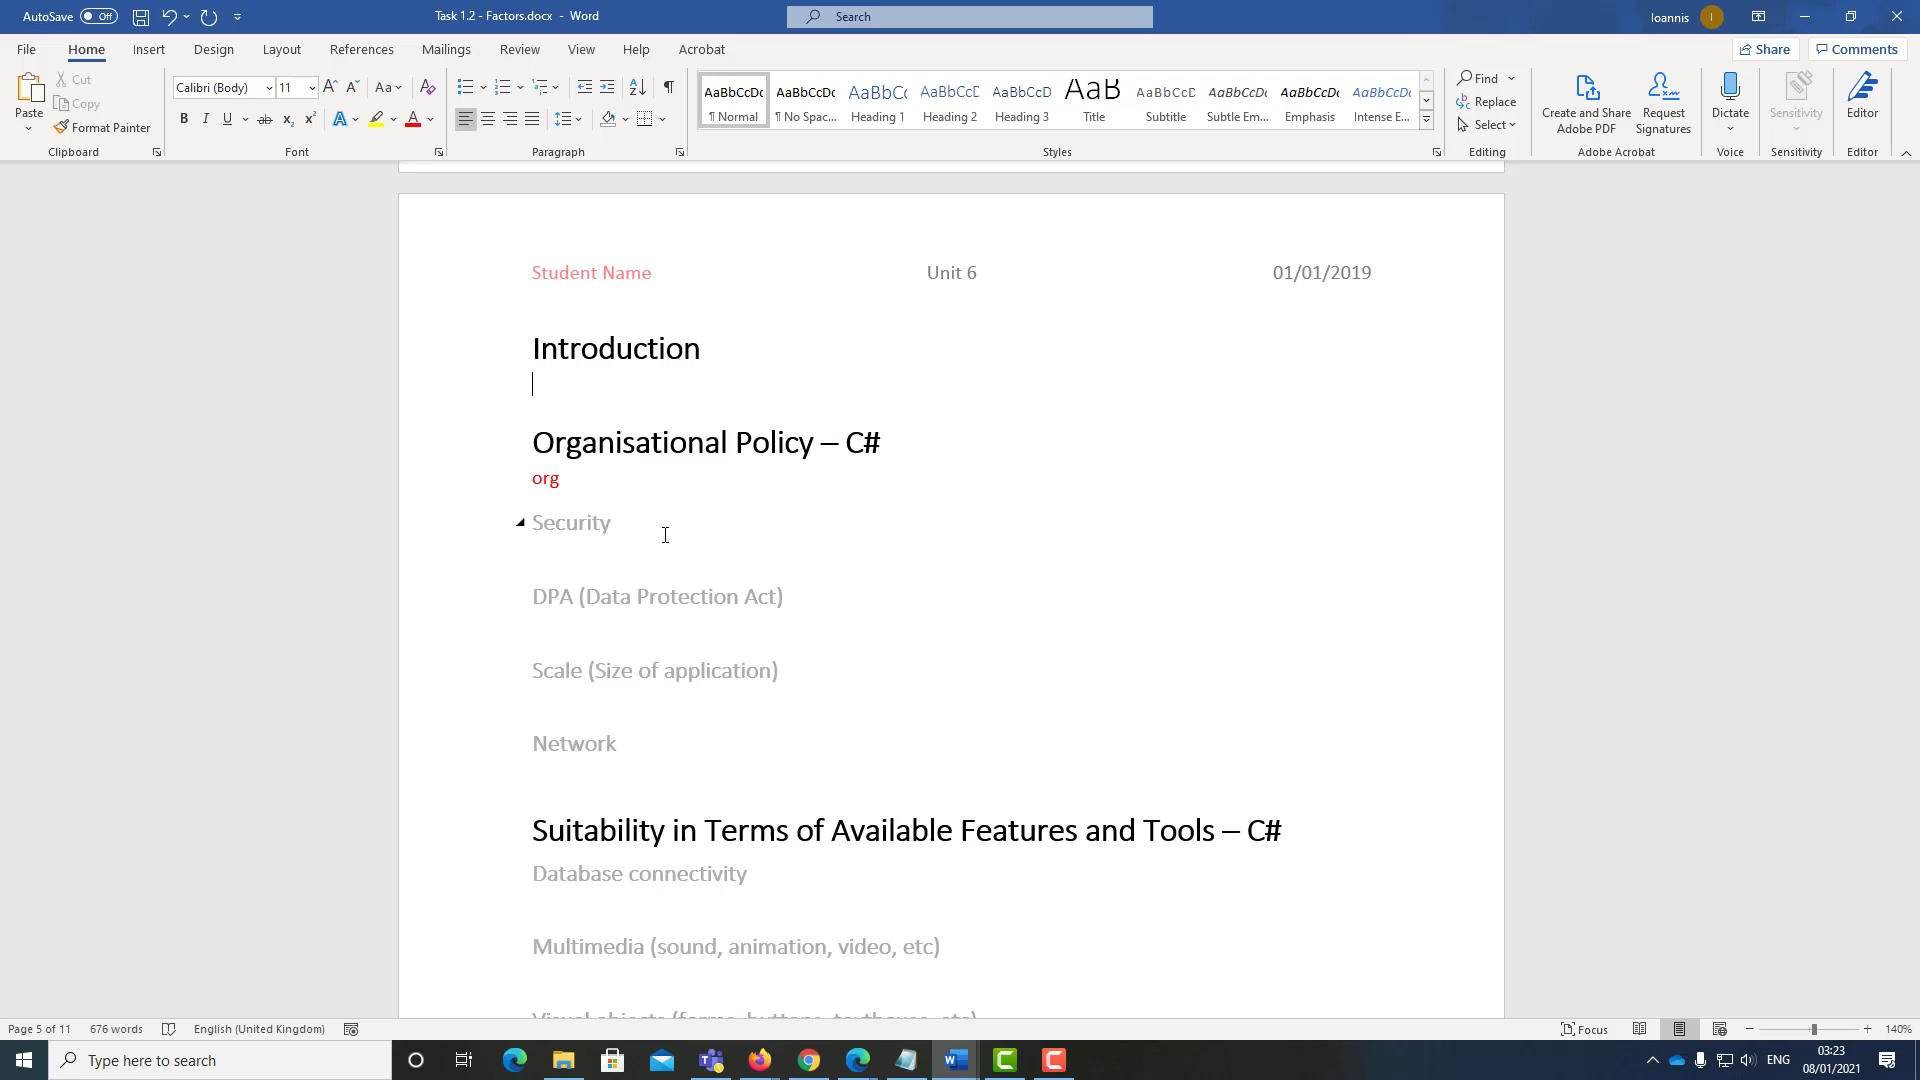 AutoSave Off Task 1.2 - Factors.docx - Word Search Ioannis I
File Home Insert Design Layout References Mailings Review View Help Acrobat Share Comments
Paste Cut Copy Format Painter
Calibri (Body) 11 Aa
AaBbCcDc AaBbCcDc AaBbCc AaBbCcD AaBbCcD AaB AaBbCcD AaBbCcDc AaBbCcDc AaBbCcDc
¶ Normal ¶ No Spac... Heading 1 Heading 2 Heading 3 Title Subtitle Subtle Em... Emphasis Intense E...
Find Replace Select
Create and Share Adobe PDF Request Signatures Dictate Sensitivity Editor
Clipboard Font Paragraph Styles Editing Adobe Acrobat Voice Sensitivity Editor
Student Name Unit 6 01/01/2019
Introduction
Organisational Policy – C#
org
Security
DPA (Data Protection Act)
Scale (Size of application)
Network
Suitability in Terms of Available Features and Tools – C#
Database connectivity
Multimedia (sound, animation, video, etc)
Page 5 of 11 676 words English (United Kingdom) Focus 140%
Type here to search ENG 03:23
08/01/2021